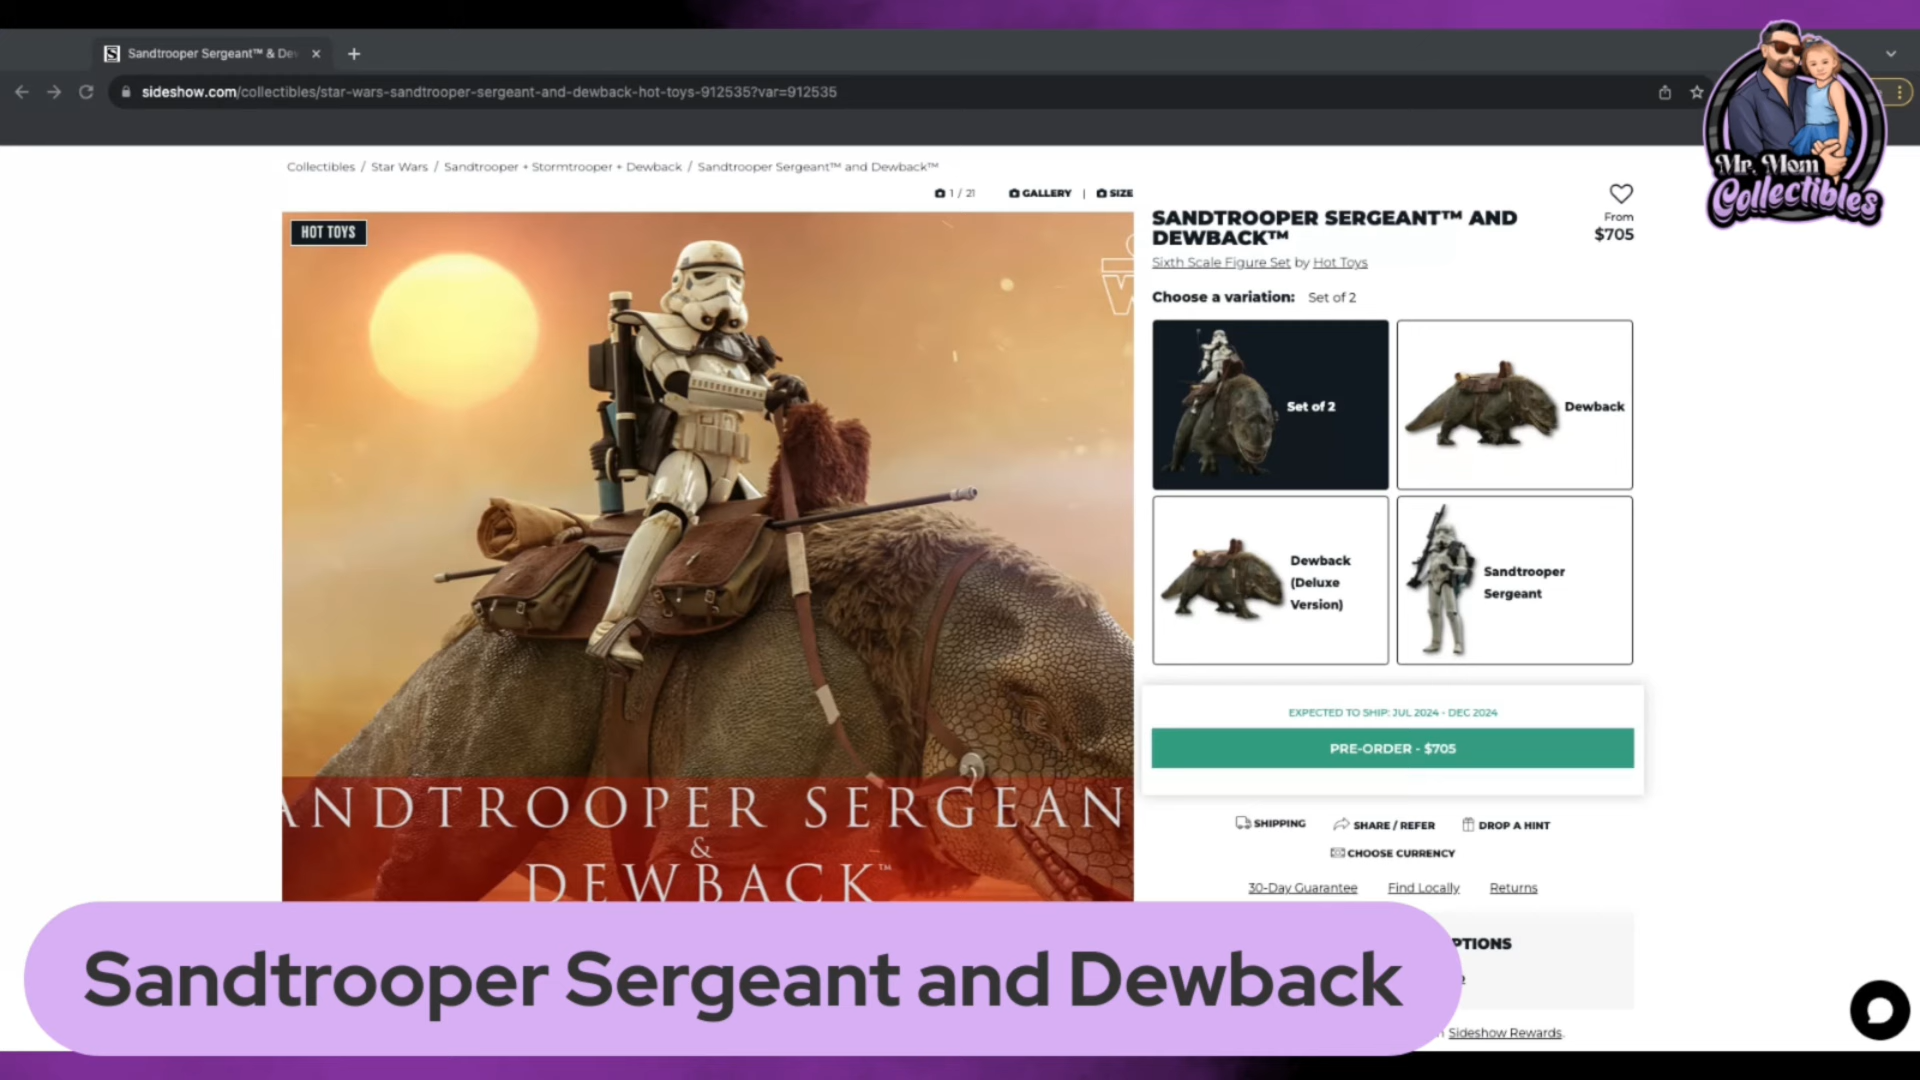 Sandtrooper Sergeant™ & De
sideshow.com/collectibles/star-wars-sandtrooper-sergeant-and-dewback-hot-toys-912535?var=912535
Mr. Mom
Collectibles
Collectibles / Star Wars / Sandtrooper + Stormtrooper + Dewback / Sandtrooper Sergeant™ and Dewback™
1 / 21 GALLERY | SIZE
HOT TOYS
SANDTROOPER SERGEANT™ AND
DEWBACK™
From
$705
Sixth Scale Figure Set by Hot Toys
Choose a variation: Set of 2
Set of 2
Dewback
Dewback
(Deluxe
Version)
Sandtrooper
Sergeant
EXPECTED TO SHIP: JUL 2024 - DEC 2024
PRE-ORDER - $705
ANDTROOPER SERGEAN
&
DEWBACK™
SHIPPING SHARE / REFER DROP A HINT
CHOOSE CURRENCY
30-Day Guarantee Find Locally Returns
PTIONS
Sideshow Rewards.
Sandtrooper Sergeant and Dewback